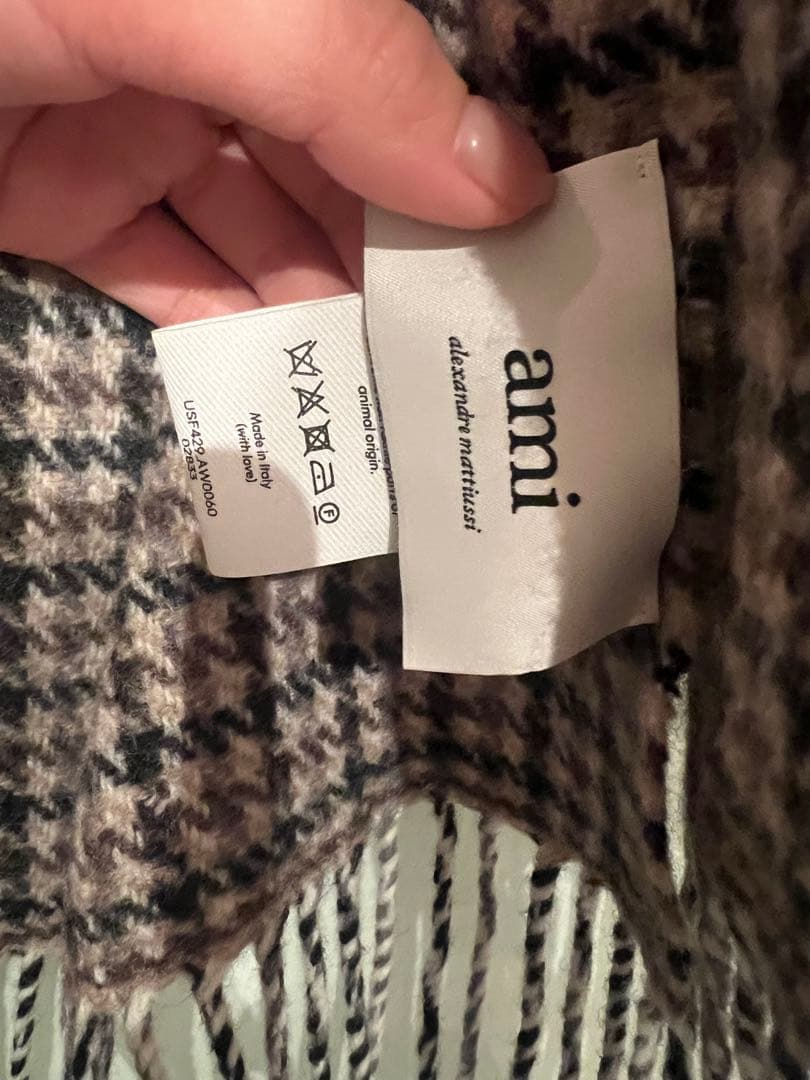 ami
alexandre mattiussi
animal origin.
F
Made in Italy
(with love)
USF429.AW0060
02833